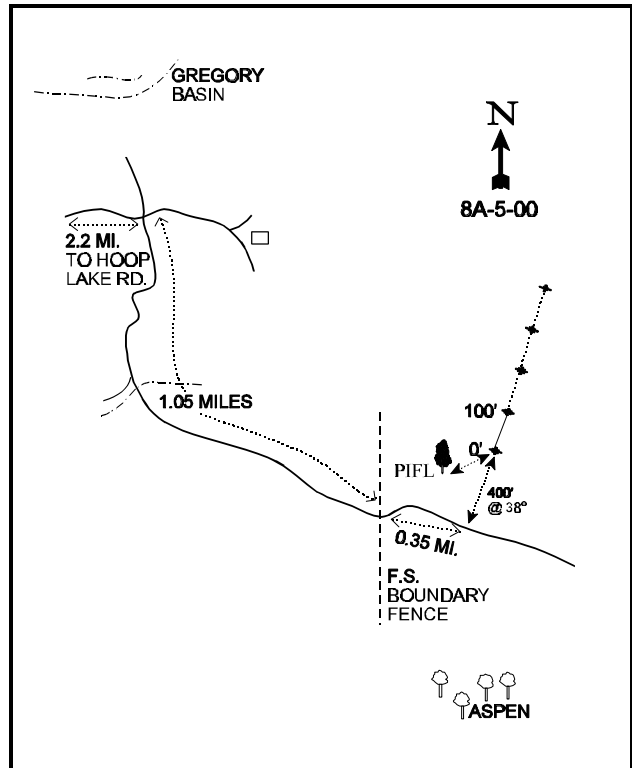 GREGORY
BASIN
N
8A-5-00
2.2 MI.
TO HOOP
LAKE RD.
1.05 MILES
100'
0'
PIFL
400'
@ 38°
0.35 MI.
F.S.
BOUNDARY
FENCE
ASPEN